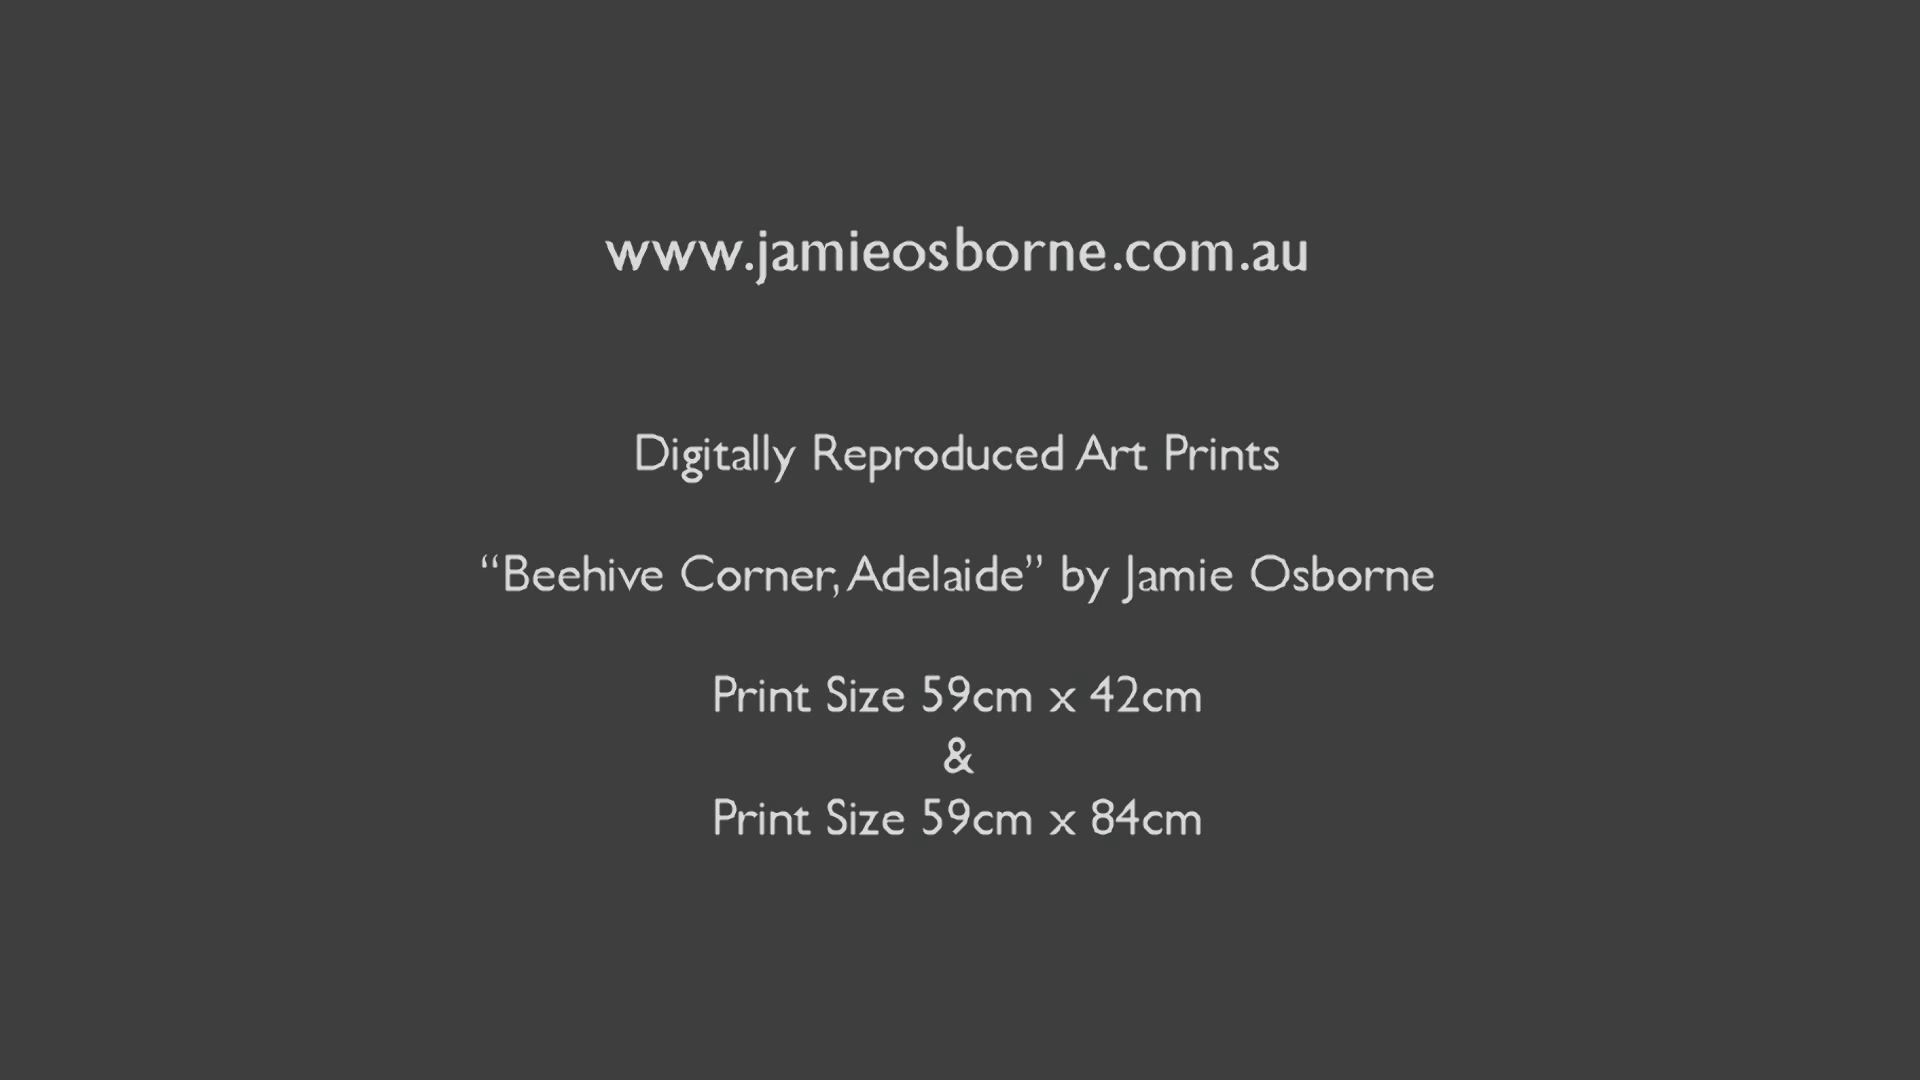 www.jamieosborne.com.au
Digitally Reproduced Art Prints
“Beehive Corner, Adelaide” by Jamie Osborne
Print Size 59cm x 42cm
&
Print Size 59cm x 84cm